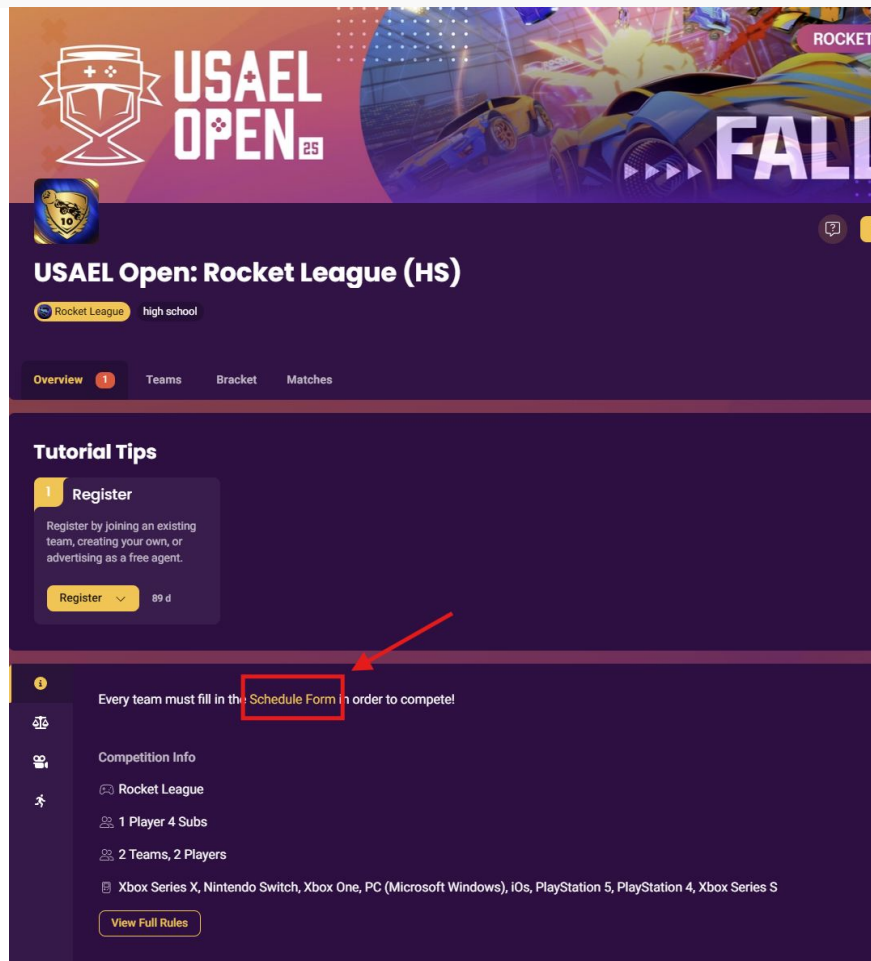 USAEL
OPEN 25
ROCKET
FALL
10
USAEL Open: Rocket League (HS)
Rocket League high school
Overview 1 Teams Bracket Matches
Tutorial Tips
1 Register
Register by joining an existing
team, creating your own, or
advertising as a free agent.
Register 89 d
Every team must fill in the Schedule Form in order to compete!
Competition Info
Rocket League
1 Player 4 Subs
2 Teams, 2 Players
Xbox Series X, Nintendo Switch, Xbox One, PC (Microsoft Windows), iOs, PlayStation 5, PlayStation 4, Xbox Series S
View Full Rules